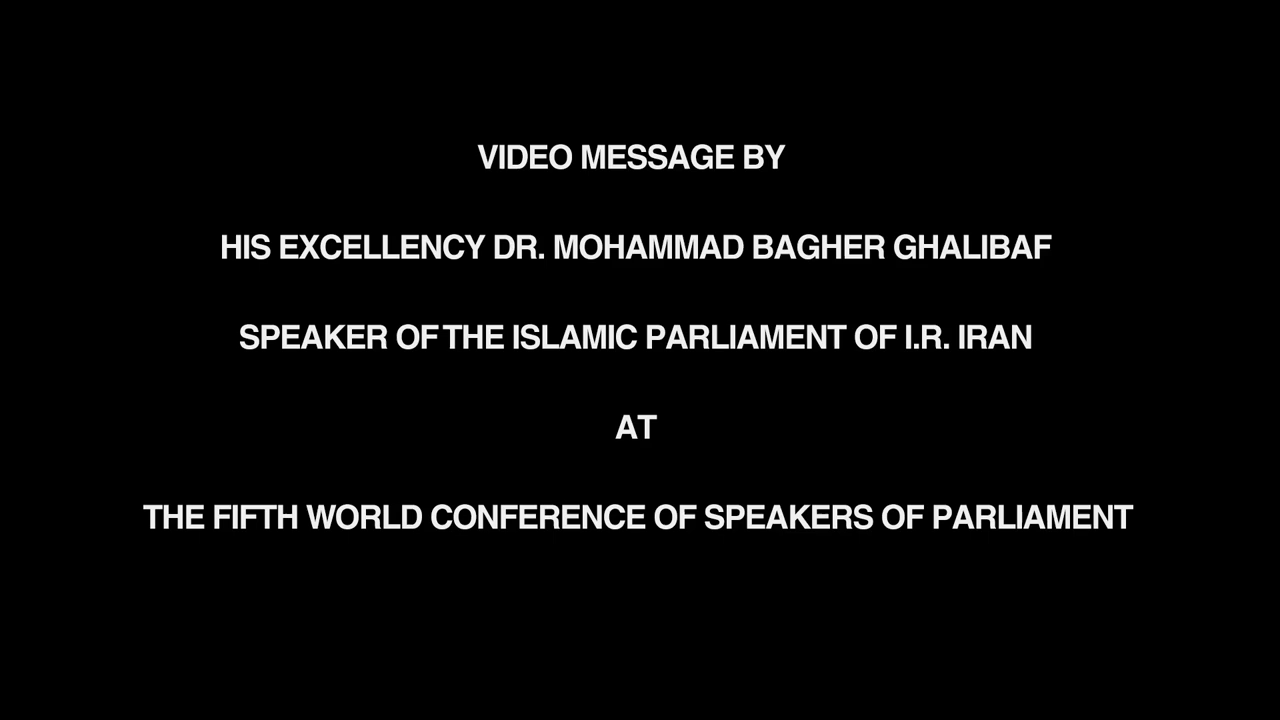 VIDEO MESSAGE BY
HIS EXCELLENCY DR. MOHAMMAD BAGHER GHALIBAF
SPEAKER OF THE ISLAMIC PARLIAMENT OF I.R. IRAN
AT
THE FIFTH WORLD CONFERENCE OF SPEAKERS OF PARLIAMENT